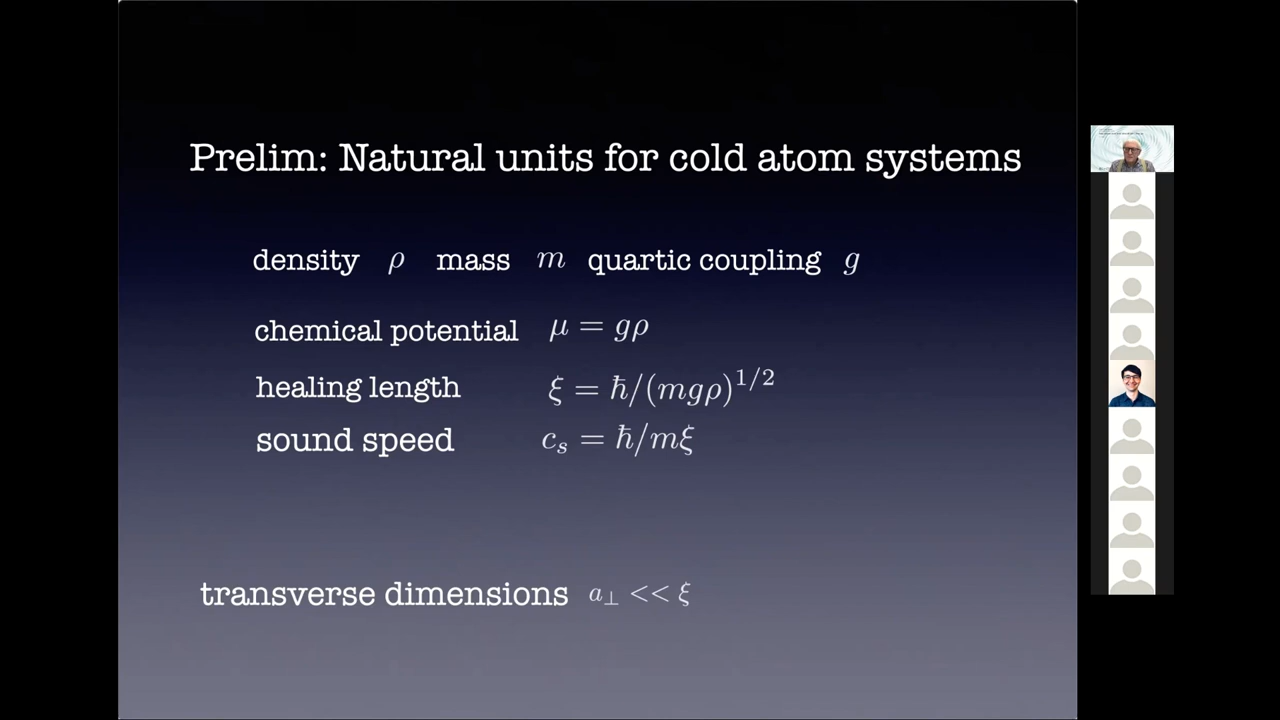 Prelim: Natural units for cold atom systems
density ρ mass m quartic coupling g
chemical potential μ = gρ
healing length ξ = ħ/(mgρ)^{1/2}
sound speed c_s = ħ/mξ
transverse dimensions a_⊥ << ξ